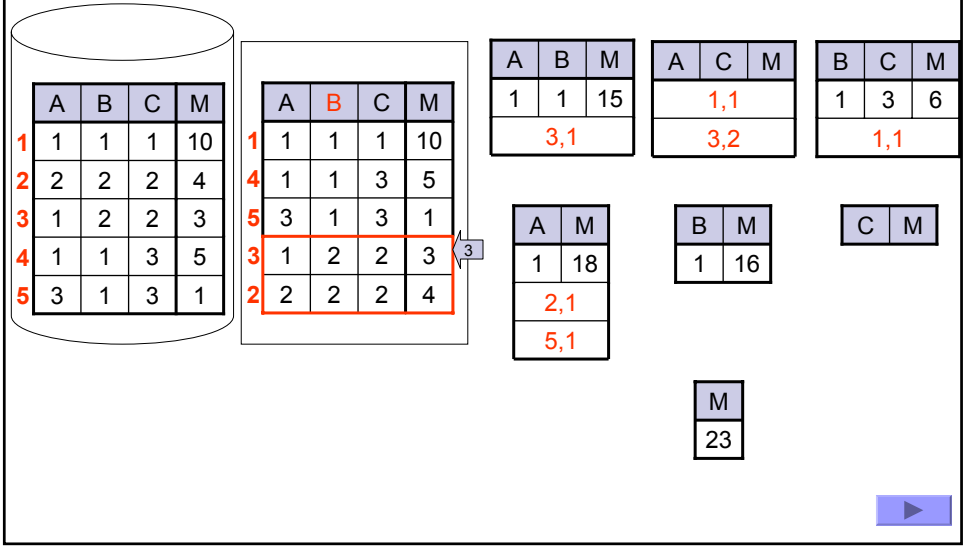 A B C M
1 1 1 1 10
2 2 2 2 4
3 1 2 2 3
4 1 1 3 5
5 3 1 3 1
A B C M
1 1 1 1 10
4 1 1 3 5
5 3 1 3 1
3 1 2 2 3
2 2 2 2 4
3
A B M
1 1 15
3,1
A C M
1,1
3,2
B C M
1 3 6
1,1
A M
1 18
2,1
5,1
B M
1 16
C M
M
23